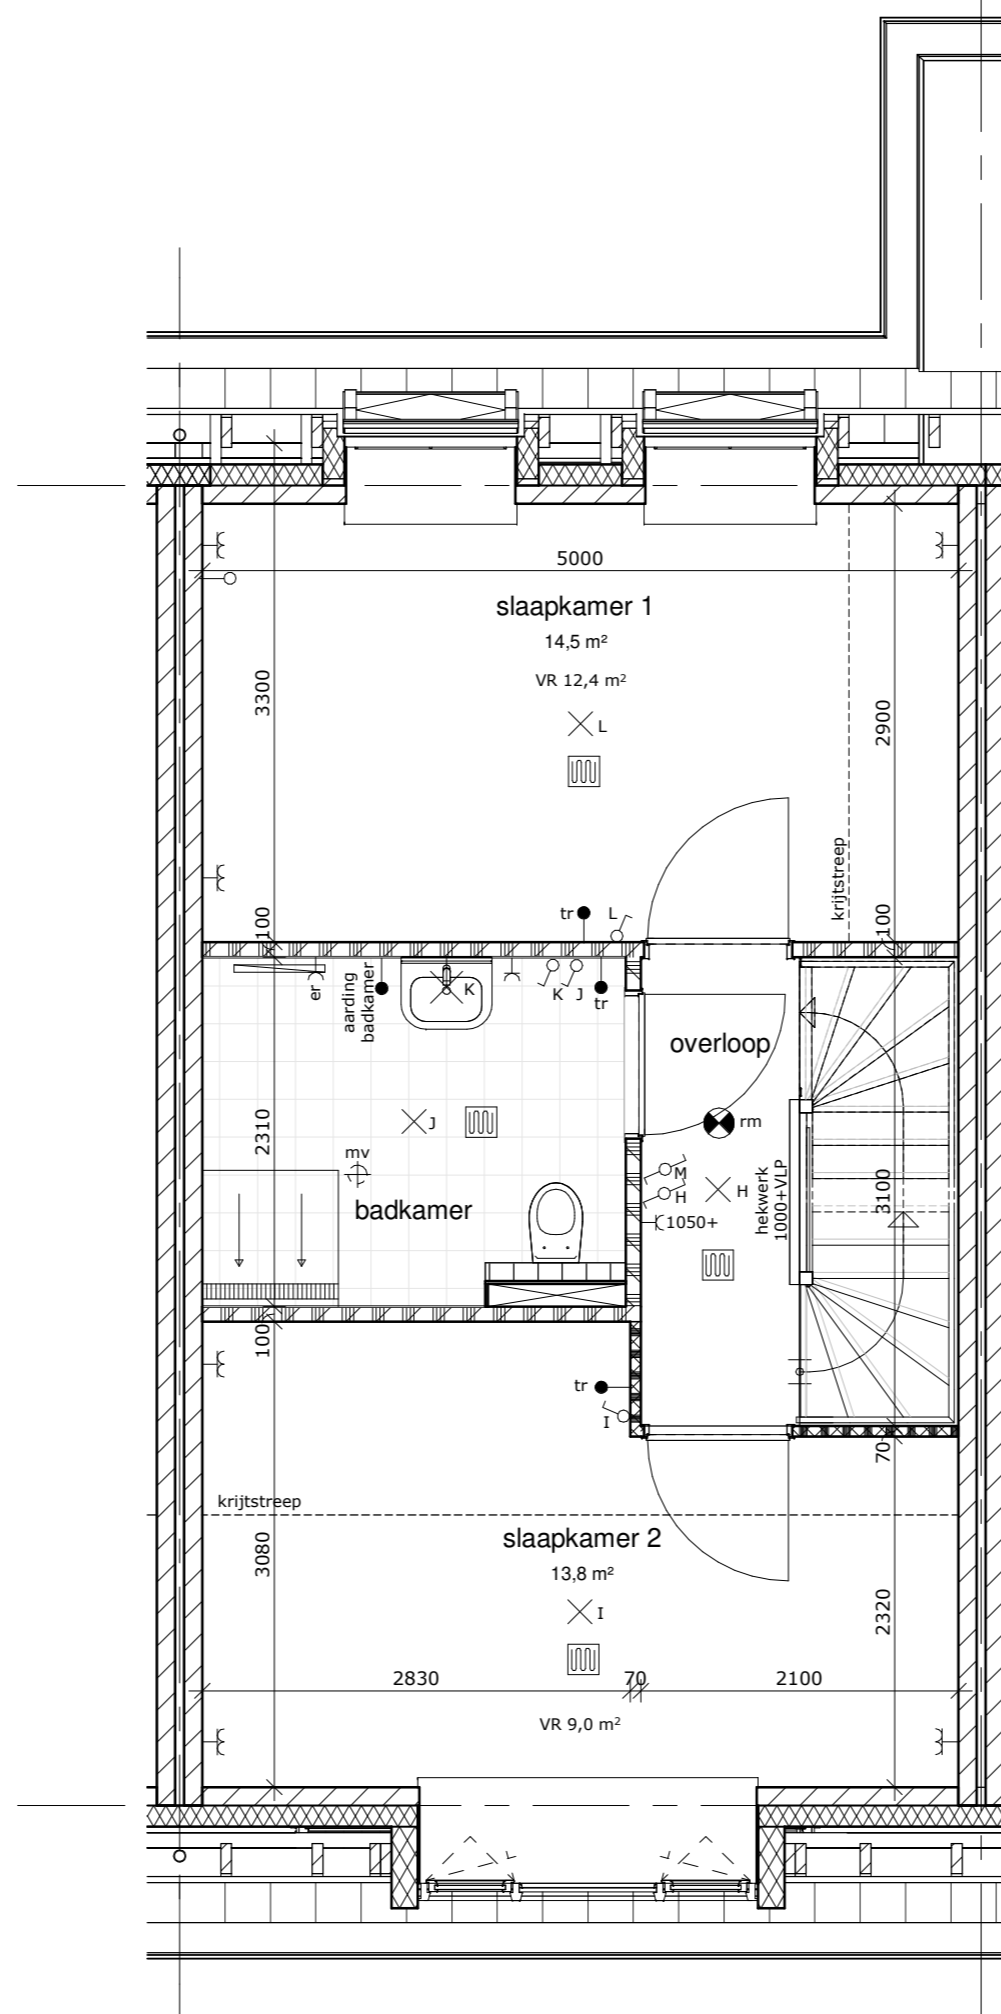 5000
slaapkamer 1
14,5 m²
VR 12,4 m²
L
3300
2900
krijtstreep
tr
L
100
100
er
aarding
badkamer
K
K
J
tr
overloop
J
rm
2310
mv
M
H
H
hekwerk
1000+VLP
3100
badkamer
1050+
100
tr
I
70
krijtstreep
slaapkamer 2
3080
13,8 m²
I
2320
2830
70
2100
VR 9,0 m²